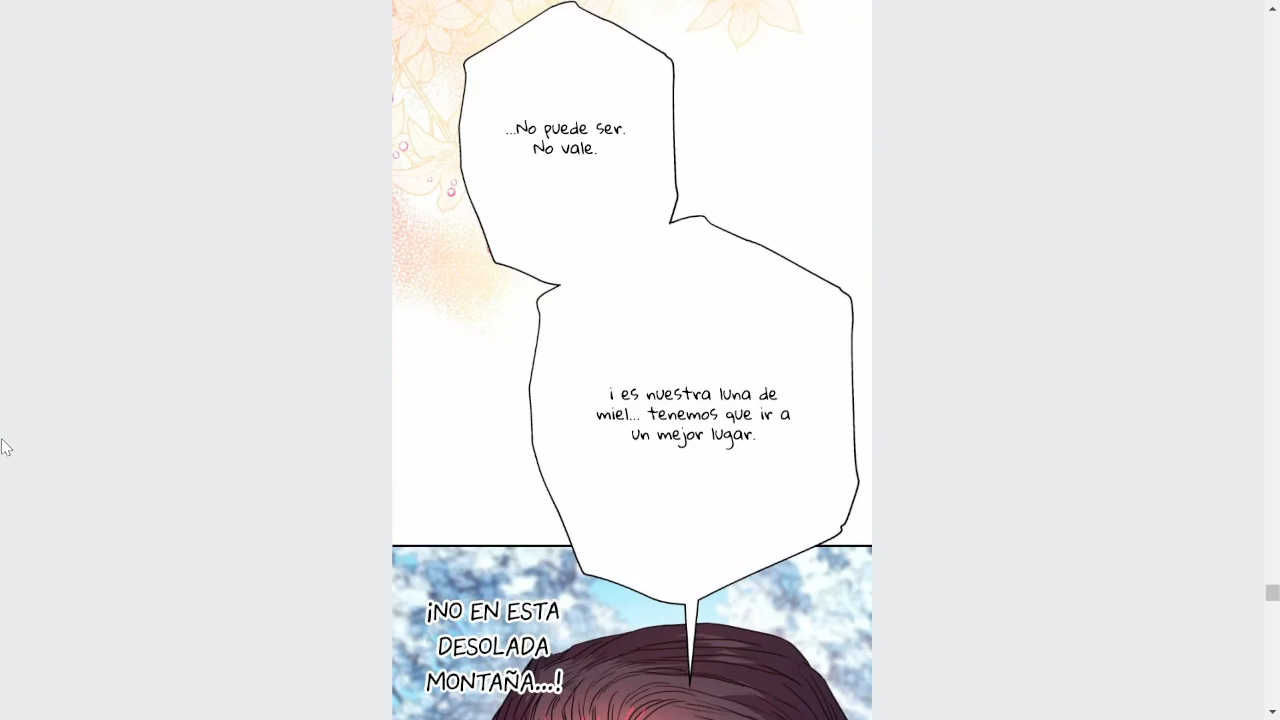 ...No puede ser.
No vale.
¡ es nuestra luna de
miel... tenemos que ir a
un mejor lugar.
¡NO EN ESTA
DESOLADA
MONTAÑA...!